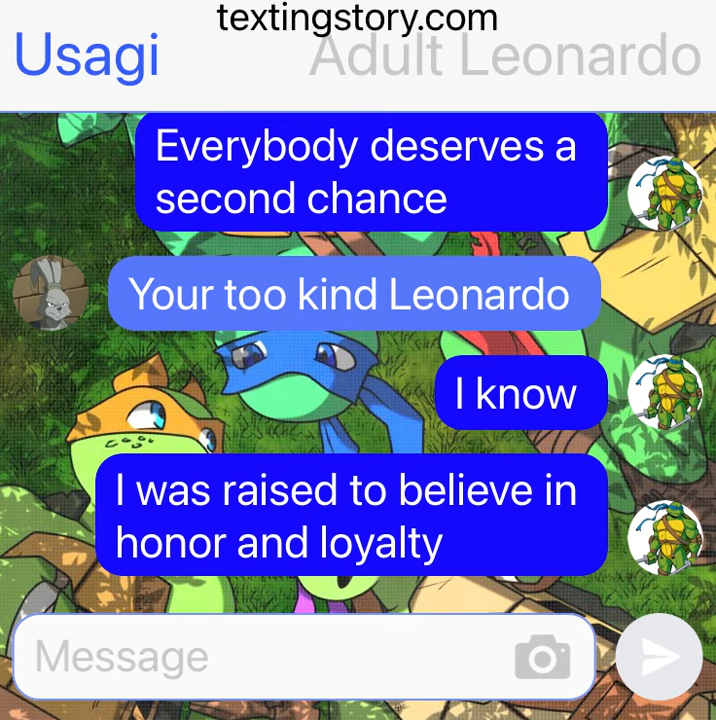 textingstory.com
Usagi
Adult Leonardo
Everybody deserves a
second chance
Your too kind Leonardo
I know
I was raised to believe in
honor and loyalty
Message